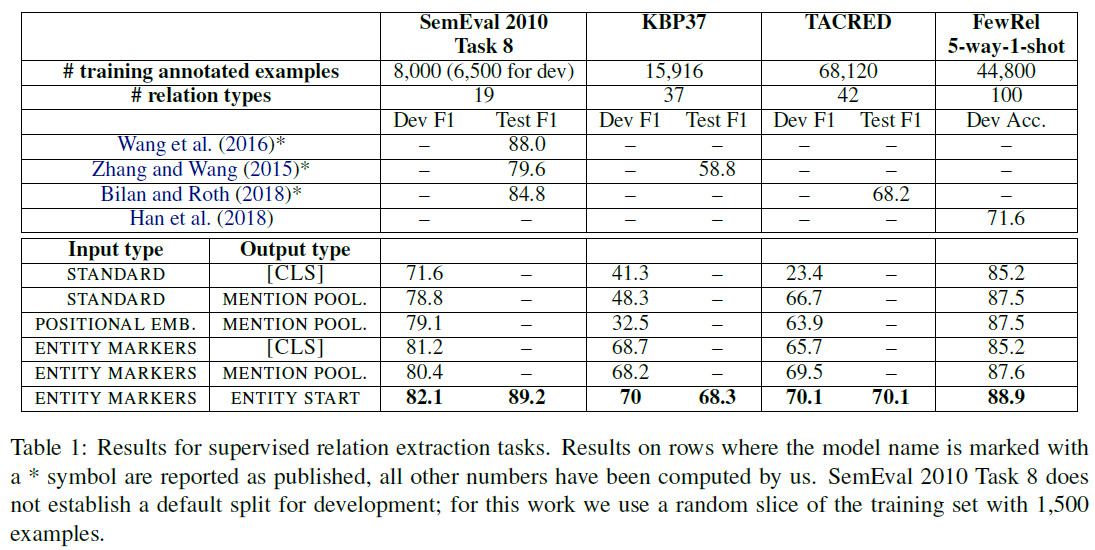 SemEval 2010 KBP37 TACRED FewRel
Task 8 5-way-1-shot
# training annotated examples 8,000 (6,500 for dev) 15,916 68,120 44,800
# relation types 19 37 42 100
Dev F1 Test F1 Dev F1 Test F1 Dev F1 Test F1 Dev Acc.
Wang et al. (2016)* – 88.0 – – – – –
Zhang and Wang (2015)* – 79.6 – 58.8 – – –
Bilan and Roth (2018)* – 84.8 – – – 68.2 –
Han et al. (2018) – – – – – – 71.6
Input type Output type
STANDARD [CLS] 71.6 – 41.3 – 23.4 – 85.2
STANDARD MENTION POOL. 78.8 – 48.3 – 66.7 – 87.5
POSITIONAL EMB. MENTION POOL. 79.1 – 32.5 – 63.9 – 87.5
ENTITY MARKERS [CLS] 81.2 – 68.7 – 65.7 – 85.2
ENTITY MARKERS MENTION POOL. 80.4 – 68.2 – 69.5 – 87.6
ENTITY MARKERS ENTITY START 82.1 89.2 70 68.3 70.1 70.1 88.9
Table 1: Results for supervised relation extraction tasks. Results on rows where the model name is marked with
a * symbol are reported as published, all other numbers have been computed by us. SemEval 2010 Task 8 does
not establish a default split for development; for this work we use a random slice of the training set with 1,500
examples.